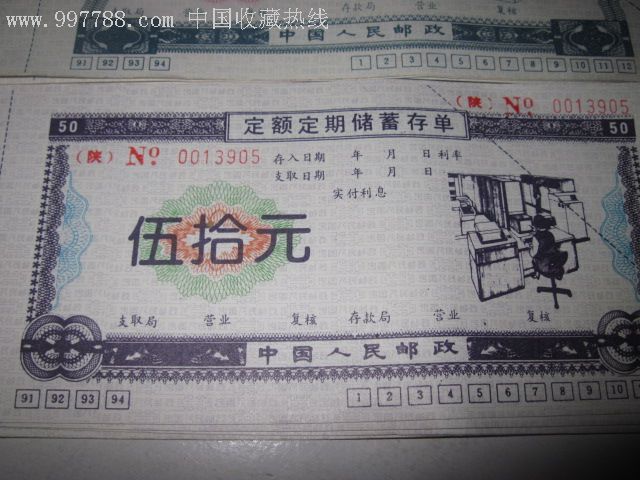 www.997788.com 中国收藏热线
中国人民邮政
91 92 93 94 1 2 3 4 5 6 7 8 9 10 11 12
(陕) No 0013905
50 定额定期储蓄存单 50
(陕) No 0013905 存入日期 年 月 日 利率
支取日期 年 月 日
实付利息
伍拾元
支取局 营业 复核 存款局 营业 复核
中国人民邮政
91 92 93 94 1 2 3 4 5 6 7 8 9 10